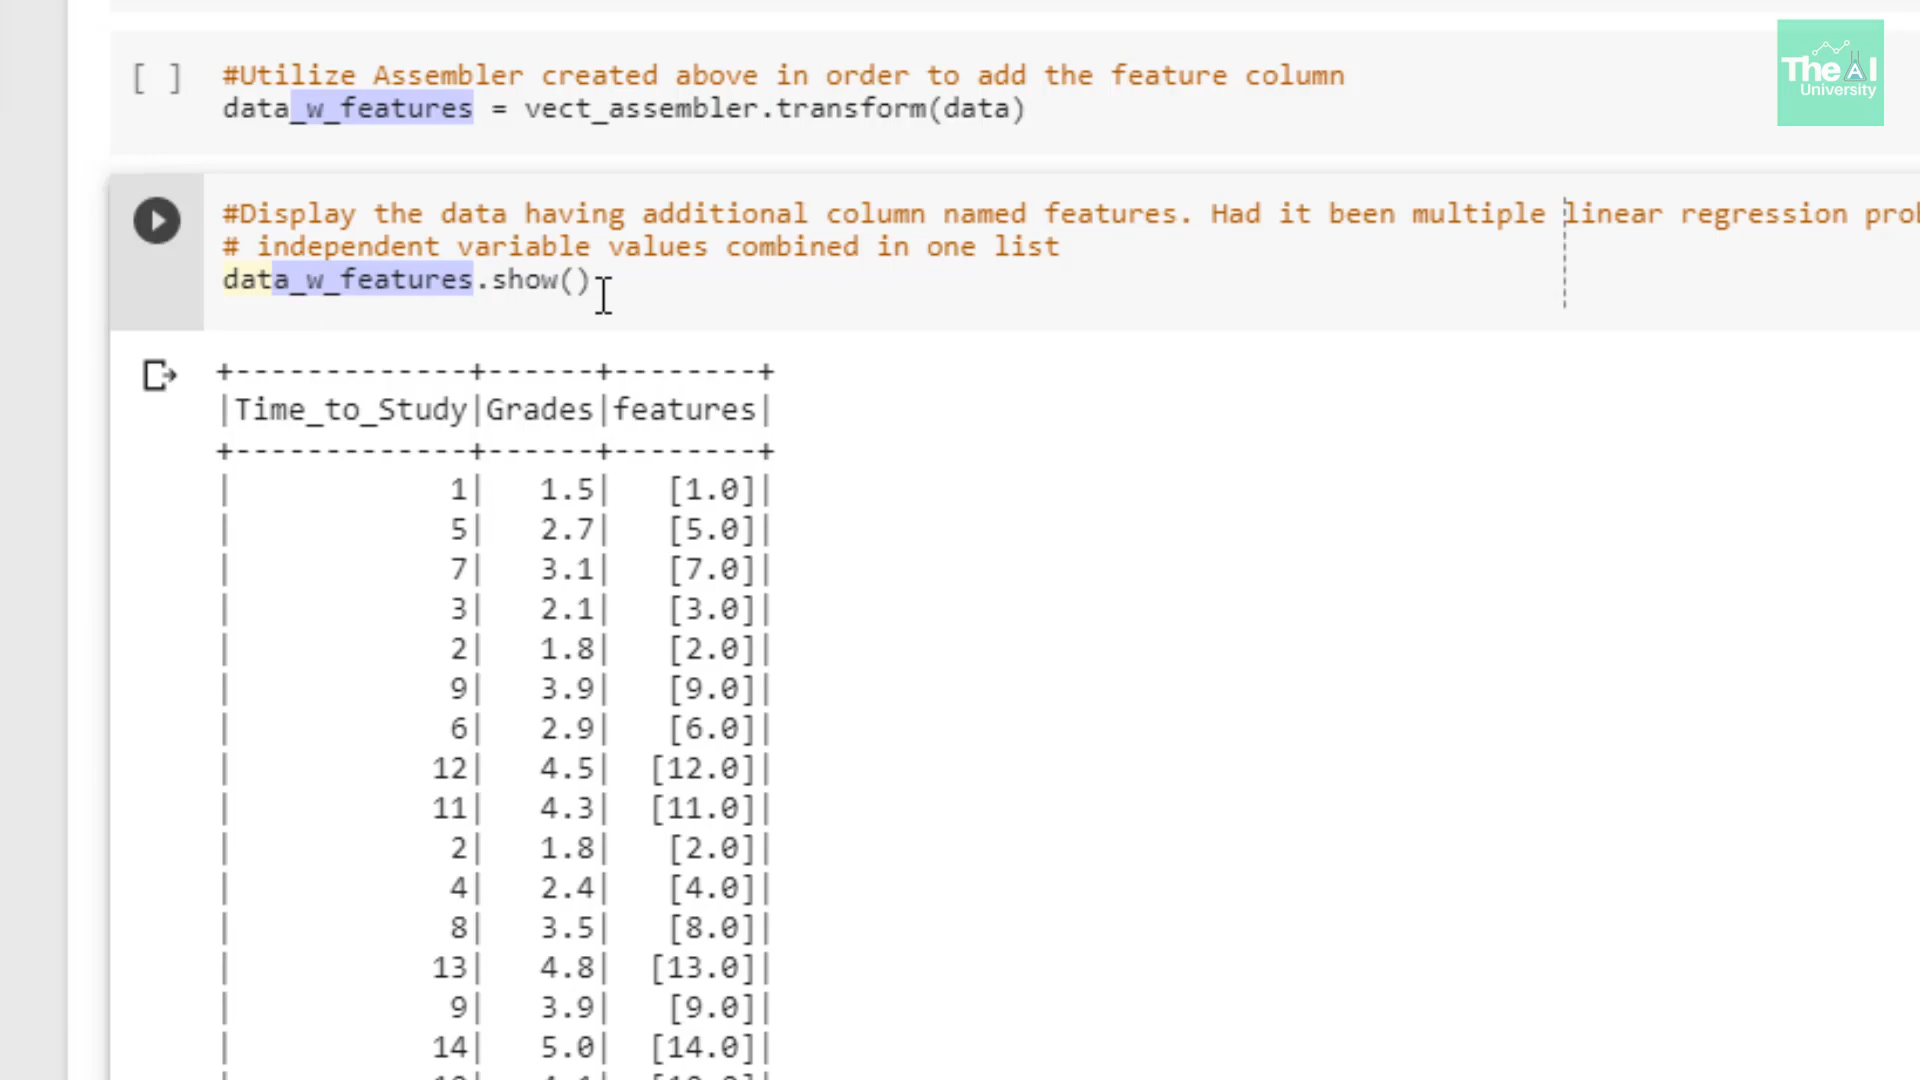 The AI
University
[ ] #Utilize Assembler created above in order to add the feature column
data_w_features = vect_assembler.transform(data)
#Display the data having additional column named features. Had it been multiple linear regression
# independent variable values combined in one list
data_w_features.show()
+-------------+------+--------+
|Time_to_Study|Grades|features|
+-------------+------+--------+
| 1| 1.5| [1.0]|
| 5| 2.7| [5.0]|
| 7| 3.1| [7.0]|
| 3| 2.1| [3.0]|
| 2| 1.8| [2.0]|
| 9| 3.9| [9.0]|
| 6| 2.9| [6.0]|
| 12| 4.5| [12.0]|
| 11| 4.3| [11.0]|
| 2| 1.8| [2.0]|
| 4| 2.4| [4.0]|
| 8| 3.5| [8.0]|
| 13| 4.8| [13.0]|
| 9| 3.9| [9.0]|
| 14| 5.0| [14.0]|